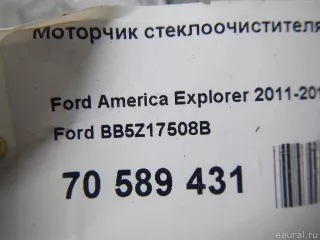 Моторчик стеклоочистителя
Ford America Explorer 2011-201
Ford BB5Z17508B
70 589 431
eaural.ru